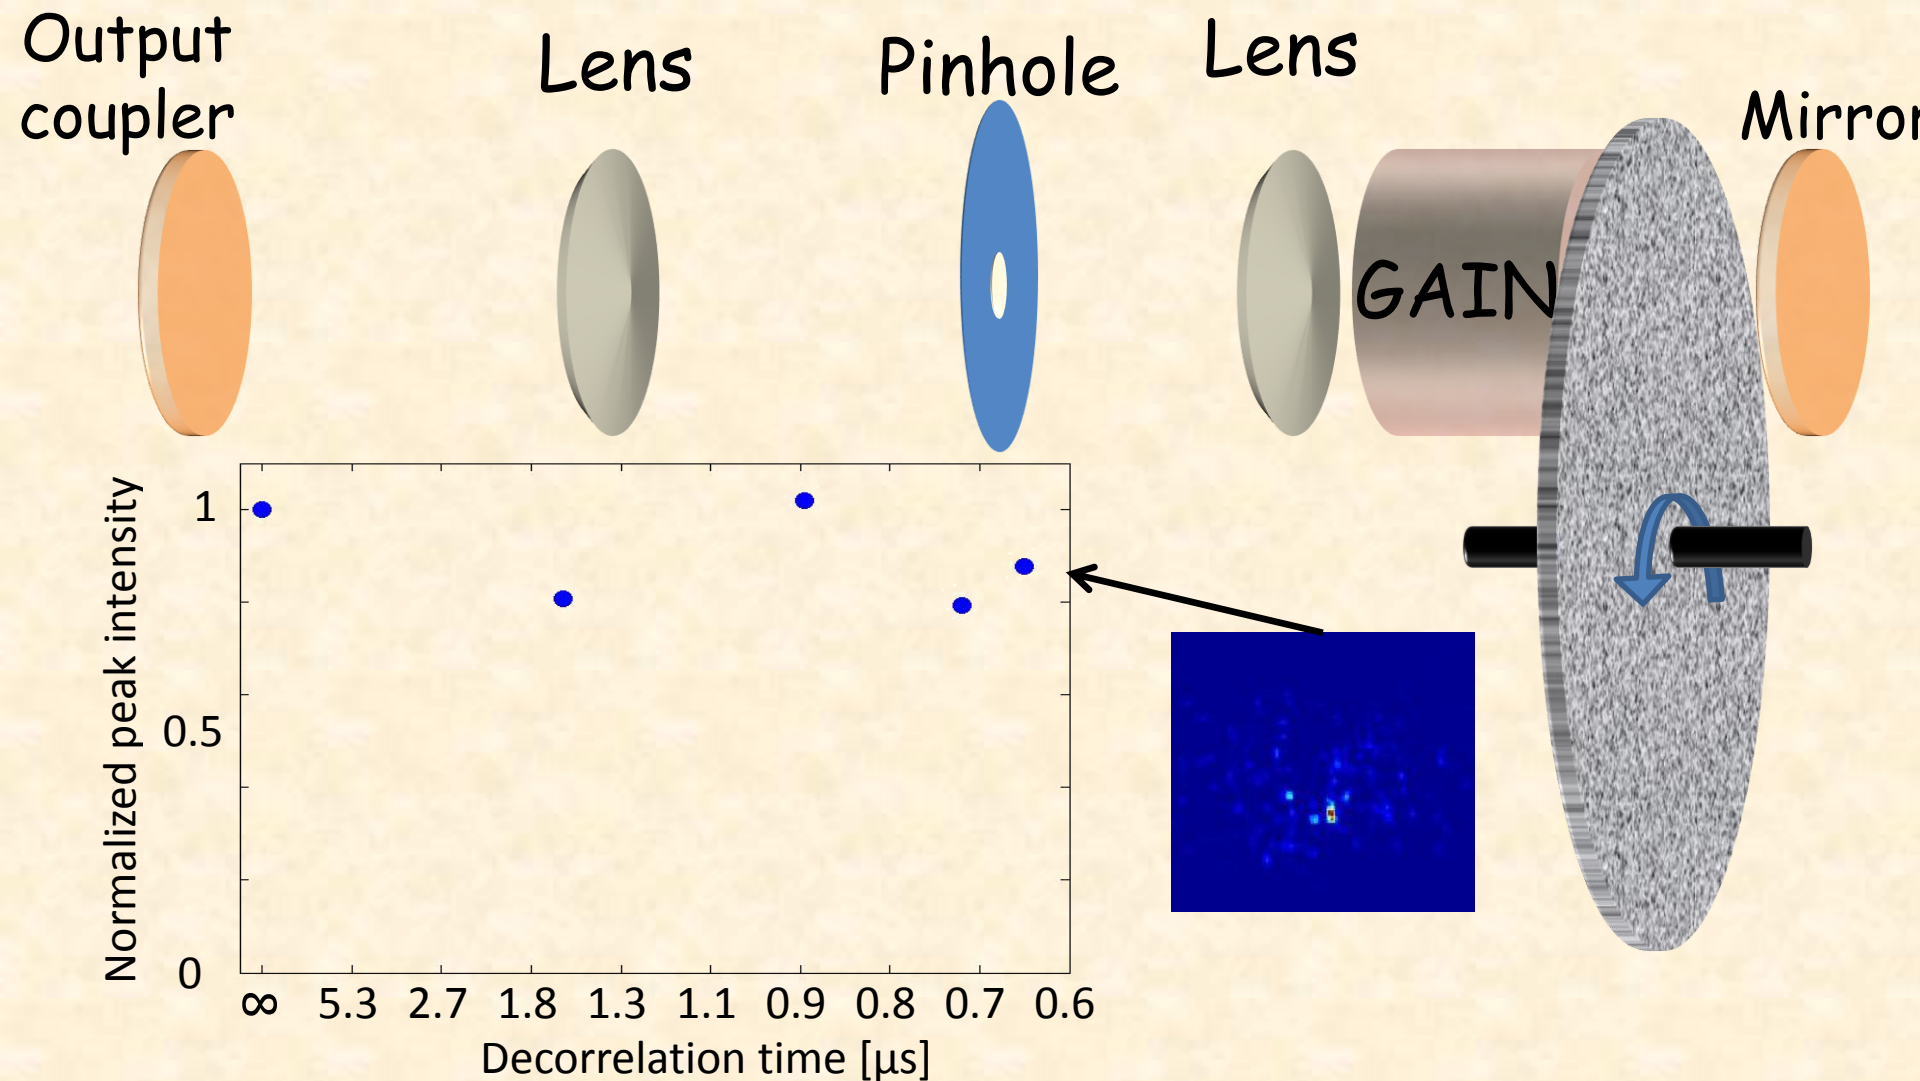 Output
coupler
Lens
Pinhole
Lens
Mirror
GAIN
Normalized peak intensity
1
0.5
0
∞ 5.3 2.7 1.8 1.3 1.1 0.9 0.8 0.7 0.6
Decorrelation time [μs]